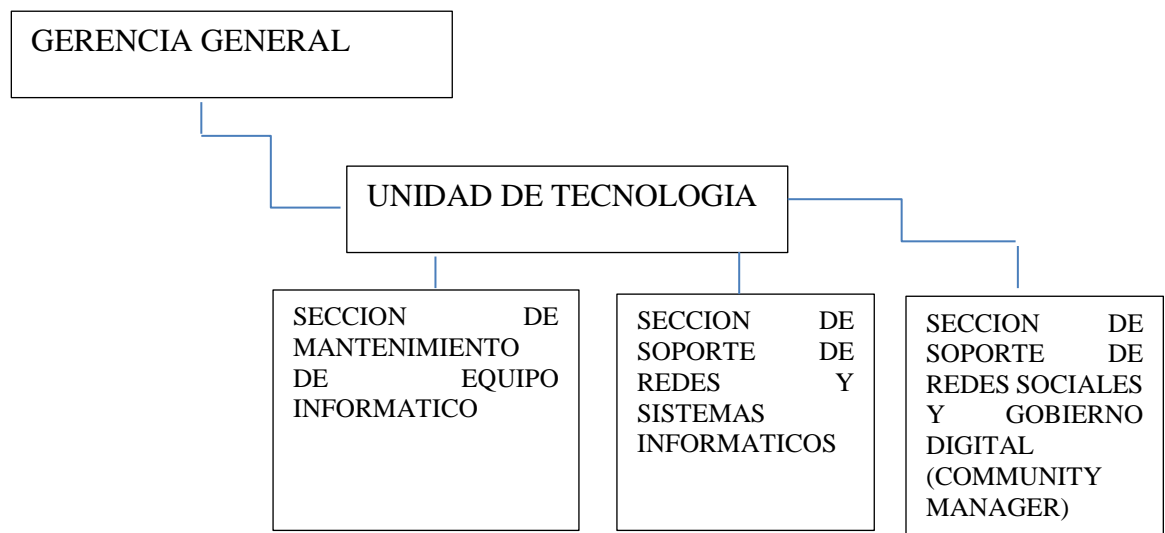 GERENCIA GENERAL
UNIDAD DE TECNOLOGIA
SECCION DE
MANTENIMIENTO
DE EQUIPO
INFORMATICO
SECCION DE
SOPORTE DE
REDES Y
SISTEMAS
INFORMATICOS
SECCION DE
SOPORTE DE
REDES SOCIALES
Y GOBIERNO
DIGITAL
(COMMUNITY
MANAGER)